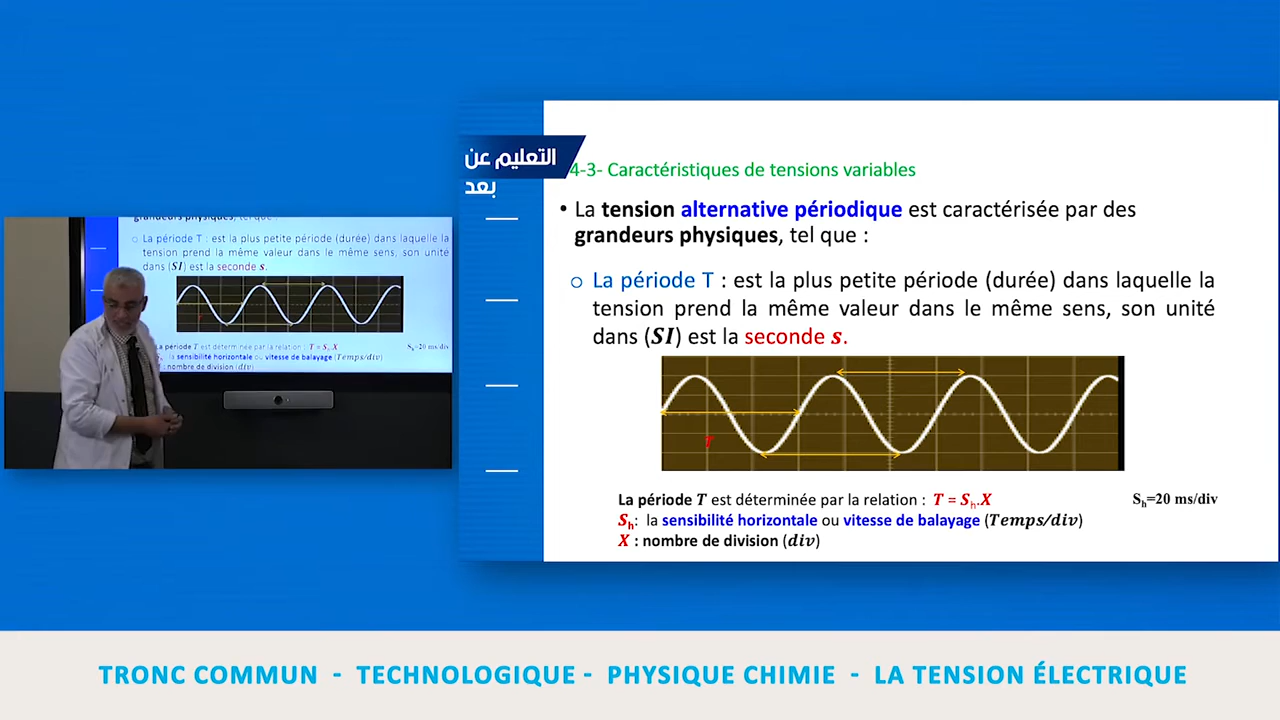 التعليم عن
بعد
4-3- Caractéristiques de tensions variables
• La tension alternative périodique est caractérisée par des
grandeurs physiques, tel que :
o La période T : est la plus petite période (durée) dans laquelle la
tension prend la même valeur dans le même sens, son unité
dans (SI) est la seconde s.
T
La période T est déterminée par la relation : T = Sh.X
Sh=20 ms/div
Sh: la sensibilité horizontale ou vitesse de balayage (Temps/div)
X : nombre de division (div)
grandeurs physiques, tel que :
o La période T : est la plus petite période (durée) dans laquelle la
tension prend la même valeur dans le même sens, son unité
dans (SI) est la seconde s.
La période T est déterminée par la relation : T = Sh.X
Sh=20 ms/div
la sensibilité horizontale ou vitesse de balayage (Temps/div)
: nombre de division (div)
TRONC COMMUN - TECHNOLOGIQUE - PHYSIQUE CHIMIE - LA TENSION ÉLECTRIQUE